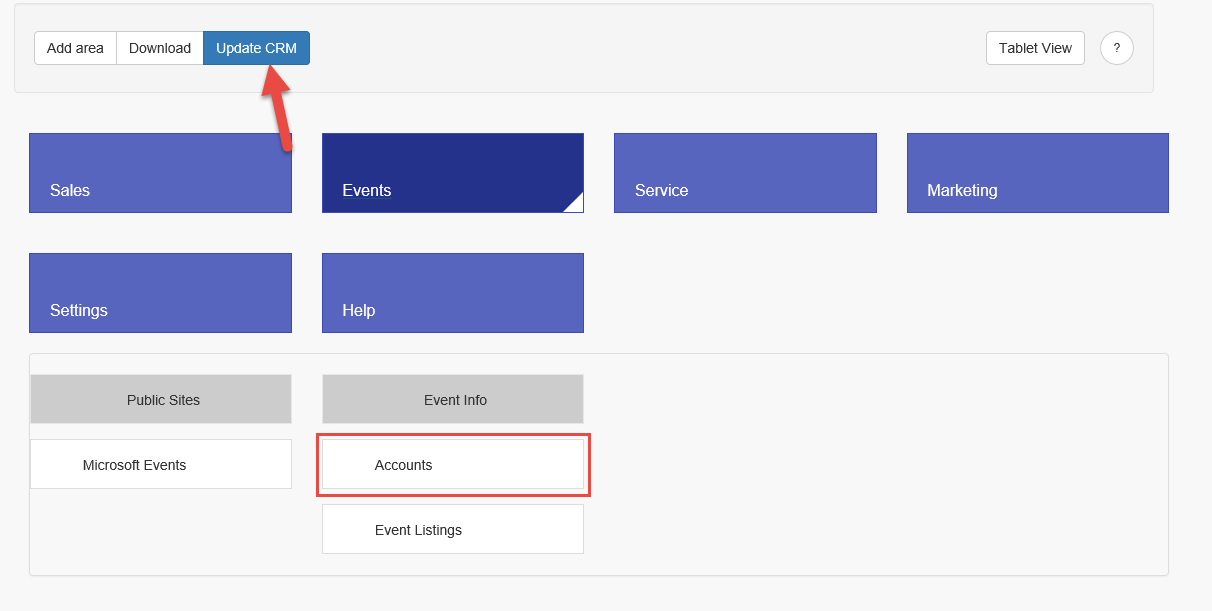 Add area Download Update CRM Tablet View ?
Sales Events Service Marketing
Settings Help
Public Sites Event Info
Microsoft Events Accounts
Event Listings